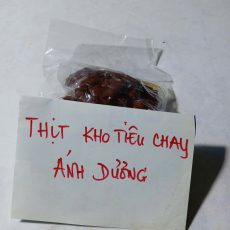 THỊT KHO TIÊU CHAY
ÁNH DƯỠNG